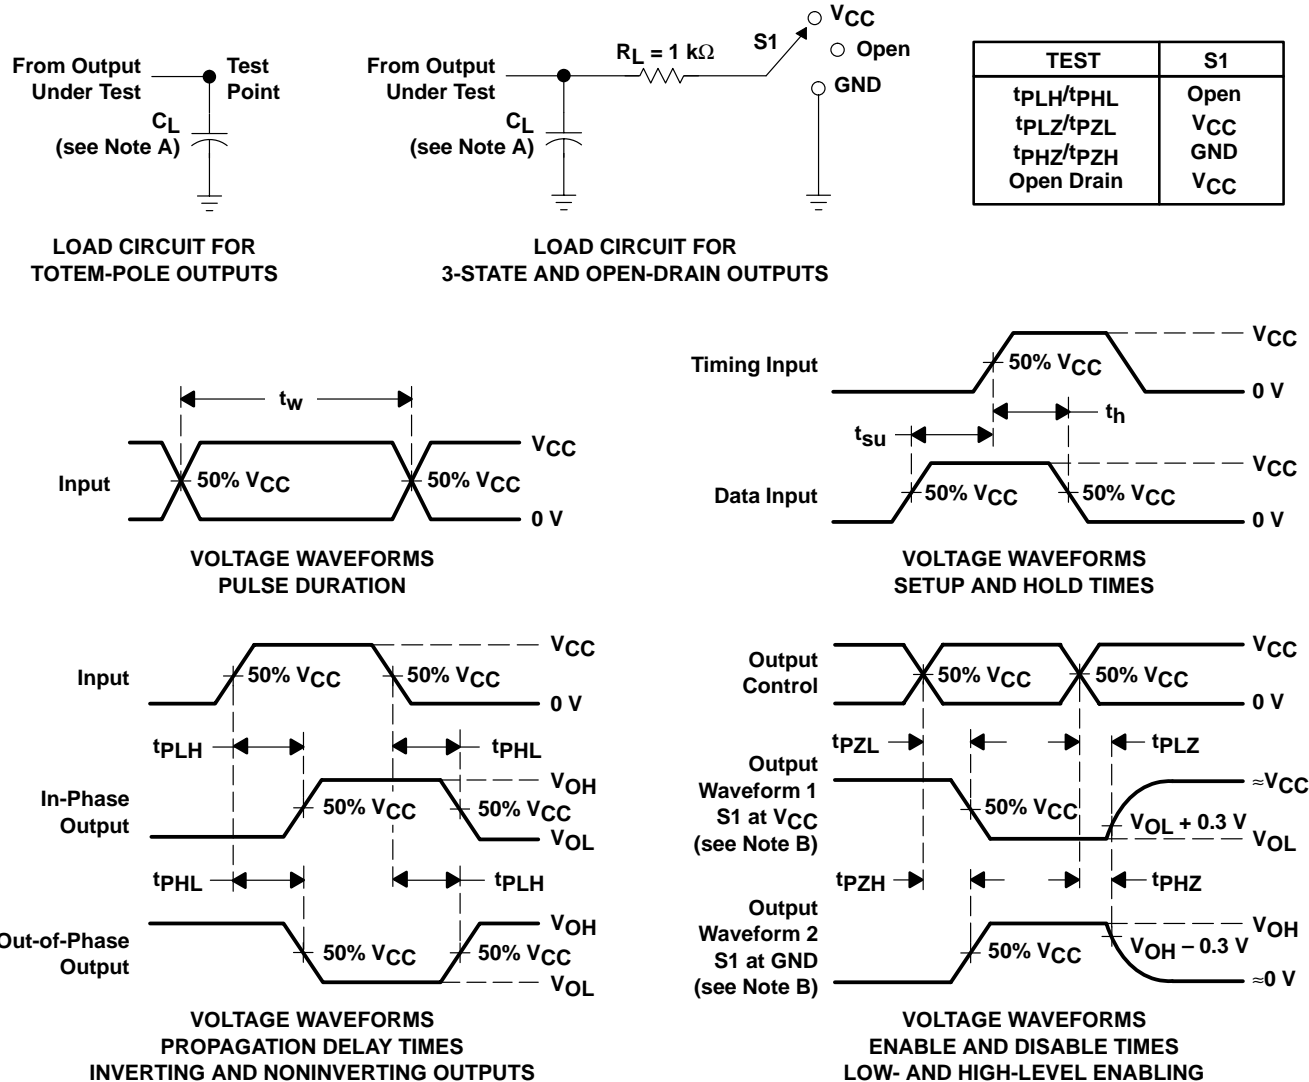 From Output
Under Test
Test
Point
CL
(see Note A)
LOAD CIRCUIT FOR
TOTEM-POLE OUTPUTS
From Output
Under Test
RL = 1 kΩ
S1
VCC
Open
GND
CL
(see Note A)
LOAD CIRCUIT FOR
3-STATE AND OPEN-DRAIN OUTPUTS
TEST S1
tPLH/tPHL Open
tPLZ/tPZL VCC
tPHZ/tPZH GND
Open Drain VCC
tw
Input
50% VCC
50% VCC
VCC
0 V
VOLTAGE WAVEFORMS
PULSE DURATION
Timing Input
50% VCC
VCC
0 V
th
tsu
Data Input
50% VCC
50% VCC
VCC
0 V
VOLTAGE WAVEFORMS
SETUP AND HOLD TIMES
Input
50% VCC
50% VCC
VCC
0 V
tPLH
tPHL
In-Phase
Output
50% VCC
50% VCC
VOH
VOL
tPHL
tPLH
Out-of-Phase
Output
50% VCC
50% VCC
VOH
VOL
VOLTAGE WAVEFORMS
PROPAGATION DELAY TIMES
INVERTING AND NONINVERTING OUTPUTS
Output
Control
50% VCC
50% VCC
VCC
0 V
tPZL
tPLZ
Output
Waveform 1
S1 at VCC
(see Note B)
50% VCC
VOL + 0.3 V
≈VCC
VOL
tPZH
tPHZ
Output
Waveform 2
S1 at GND
(see Note B)
50% VCC
VOH − 0.3 V
VOH
≈0 V
VOLTAGE WAVEFORMS
ENABLE AND DISABLE TIMES
LOW- AND HIGH-LEVEL ENABLING